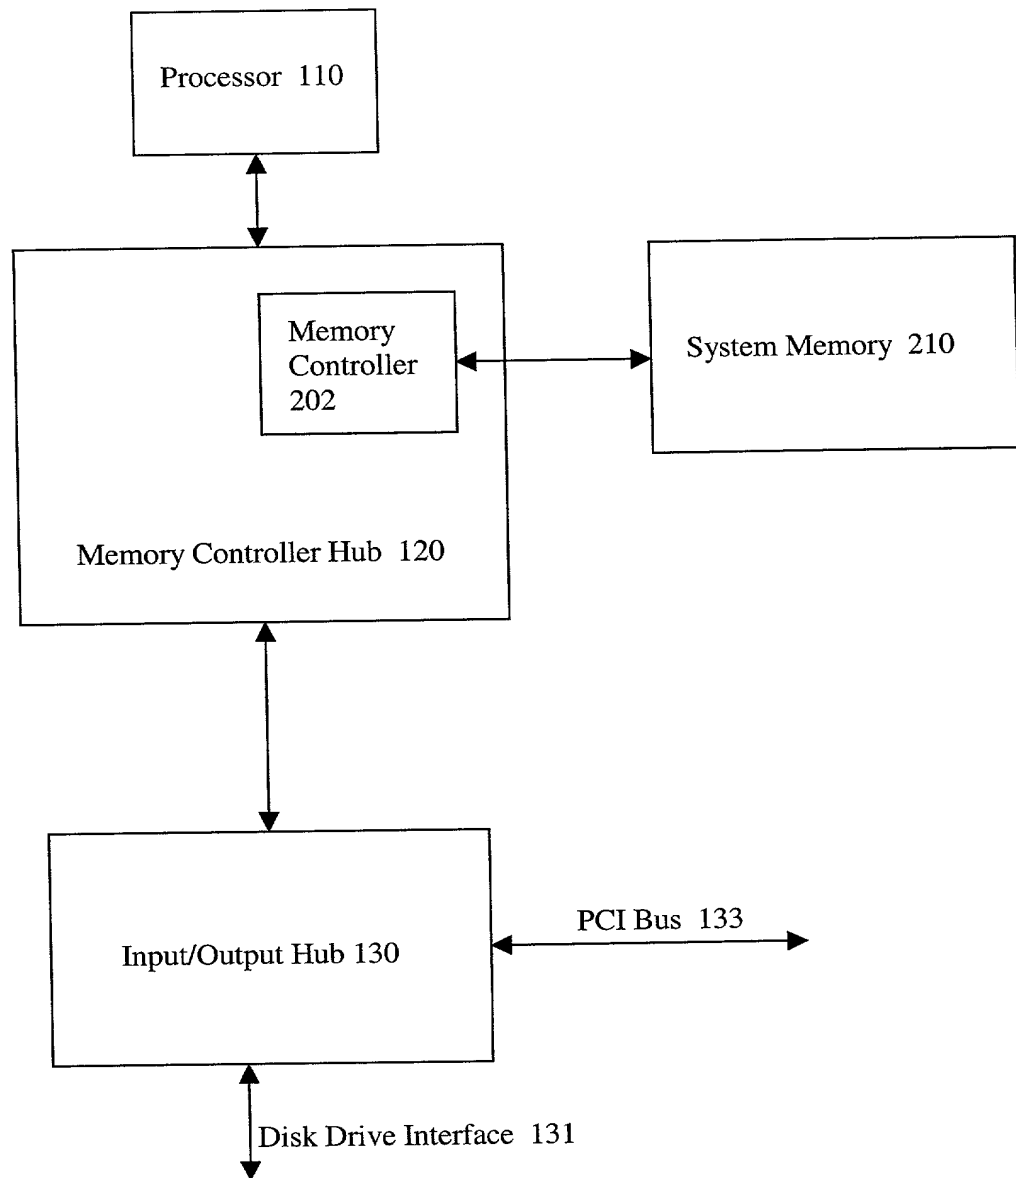 Processor 110
Memory
Controller
202
System Memory 210
Memory Controller Hub 120
PCI Bus 133
Input/Output Hub 130
Disk Drive Interface 131